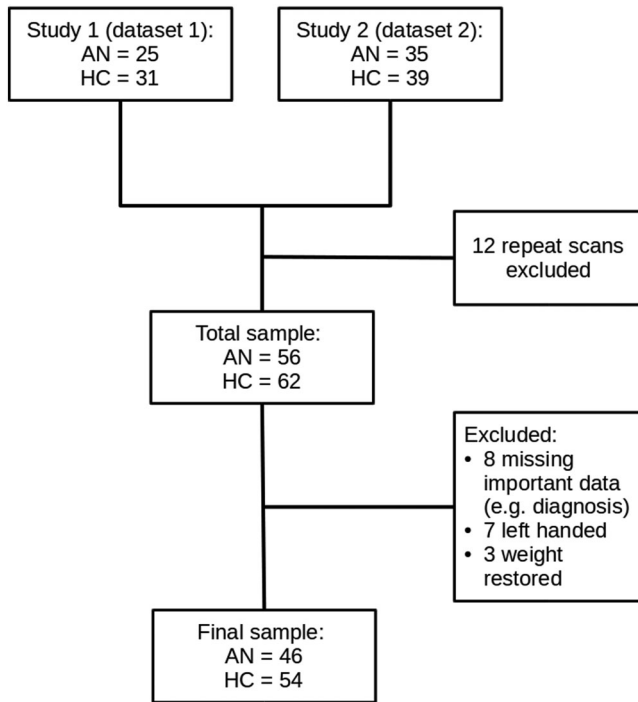 Study 1 (dataset 1):
AN = 25
HC = 31
Study 2 (dataset 2):
AN = 35
HC = 39
12 repeat scans
excluded
Total sample:
AN = 56
HC = 62
Excluded:
• 8 missing
important data
(e.g. diagnosis)
• 7 left handed
• 3 weight
restored
Final sample:
AN = 46
HC = 54